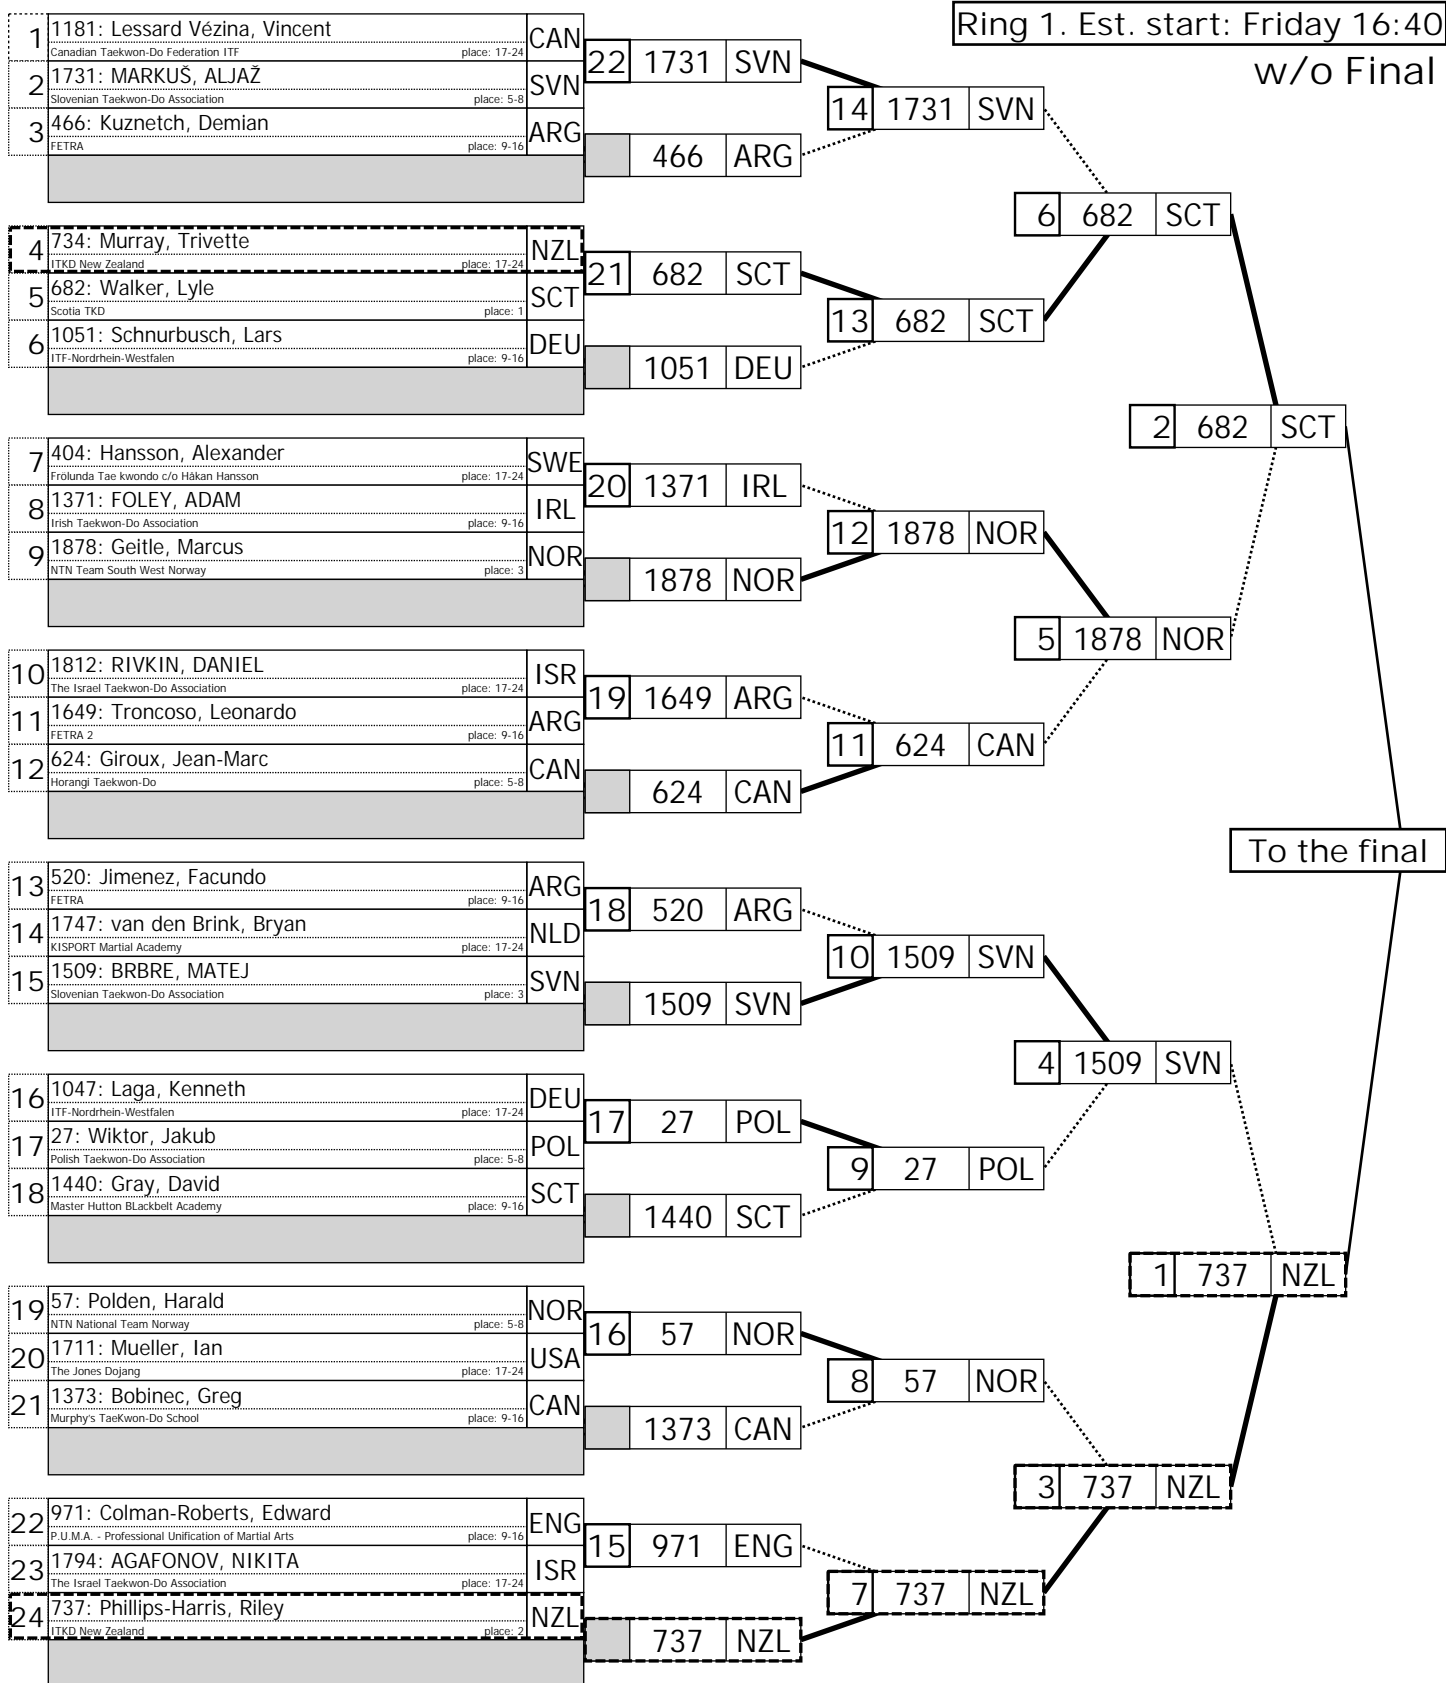 Ring 1. Est. start: Friday 16:40
w/o Final
1 1181: Lessard Vézina, Vincent CAN
Canadian Taekwon-Do Federation ITF place: 17-24
2 1731: MARKUŠ, ALJAŽ SVN
Slovenian Taekwon-Do Association place: 5-8
3 466: Kuznetch, Demian ARG
FETRA place: 9-16
22 1731 SVN
466 ARG
14 1731 SVN
4 734: Murray, Trivette NZL
ITKD New Zealand place: 17-24
5 682: Walker, Lyle SCT
Scotia TKD place: 1
6 1051: Schnurbusch, Lars DEU
ITF-Nordrhein-Westfalen place: 9-16
21 682 SCT
1051 DEU
13 682 SCT
6 682 SCT
7 404: Hansson, Alexander SWE
Frölunda Tae kwondo c/o Håkan Hansson place: 17-24
8 1371: FOLEY, ADAM IRL
Irish Taekwon-Do Association place: 9-16
9 1878: Geitle, Marcus NOR
NTN Team South West Norway place: 3
20 1371 IRL
1878 NOR
12 1878 NOR
2 682 SCT
10 1812: RIVKIN, DANIEL ISR
The Israel Taekwon-Do Association place: 17-24
11 1649: Troncoso, Leonardo ARG
FETRA 2 place: 9-16
12 624: Giroux, Jean-Marc CAN
Horangi Taekwon-Do place: 5-8
19 1649 ARG
624 CAN
11 624 CAN
5 1878 NOR
To the final
13 520: Jimenez, Facundo ARG
FETRA place: 9-16
14 1747: van den Brink, Bryan NLD
KISPORT Martial Academy place: 17-24
15 1509: BRBRE, MATEJ SVN
Slovenian Taekwon-Do Association place: 3
18 520 ARG
1509 SVN
10 1509 SVN
16 1047: Laga, Kenneth DEU
ITF-Nordrhein-Westfalen place: 17-24
17 27: Wiktor, Jakub POL
Polish Taekwon-Do Association place: 5-8
18 1440: Gray, David SCT
Master Hutton BLackbelt Academy place: 9-16
17 27 POL
1440 SCT
9 27 POL
4 1509 SVN
19 57: Polden, Harald NOR
NTN National Team Norway place: 5-8
20 1711: Mueller, Ian USA
The Jones Dojang place: 17-24
21 1373: Bobinec, Greg CAN
Murphy's TaeKwon-Do School place: 9-16
16 57 NOR
1373 CAN
8 57 NOR
1 737 NZL
22 971: Colman-Roberts, Edward ENG
P.U.M.A. - Professional Unification of Martial Arts place: 9-16
23 1794: AGAFONOV, NIKITA ISR
The Israel Taekwon-Do Association place: 17-24
24 737: Phillips-Harris, Riley NZL
ITKD New Zealand place: 2
15 971 ENG
737 NZL
7 737 NZL
3 737 NZL